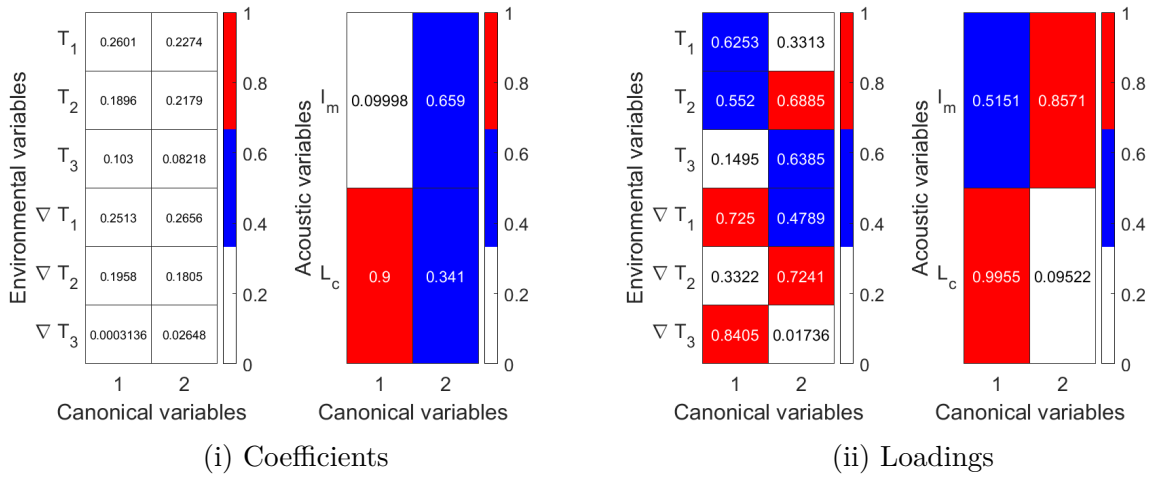 Environmental variables
T1 0.2601 0.2274
T2 0.1896 0.2179
T3 0.103 0.08218
∇ T1 0.2513 0.2656
∇ T2 0.1958 0.1805
∇ T3 0.0003136 0.02648
1 2
Canonical variables
1
0.8
0.6
0.4
0.2
0
Acoustic variables
Im 0.09998 0.659
Lc 0.9 0.341
1 2
Canonical variables
1
0.8
0.6
0.4
0.2
0
(i) Coefficients
Environmental variables
T1 0.6253 0.3313
T2 0.552 0.6885
T3 0.1495 0.6385
∇ T1 0.725 0.4789
∇ T2 0.3322 0.7241
∇ T3 0.8405 0.01736
1 2
Canonical variables
1
0.8
0.6
0.4
0.2
0
Acoustic variables
Im 0.5151 0.8571
Lc 0.9955 0.09522
1 2
Canonical variables
1
0.8
0.6
0.4
0.2
0
(ii) Loadings